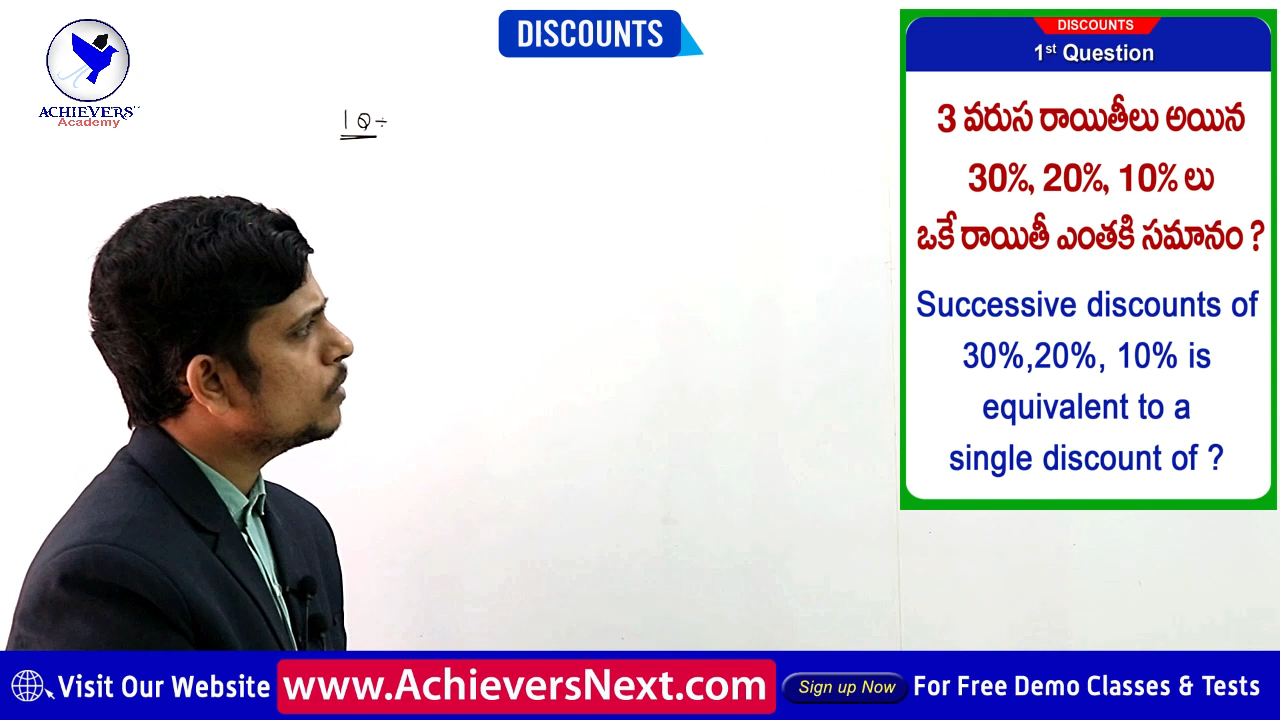 ACHIEVERS"
Academy
DISCOUNTS
1Q÷
DISCOUNTS
1st Question
3 వరుస రాయితీలు అయిన
30%, 20%, 10% లు
ఒకే రాయితీ ఎంతకి సమానం ?
Successive discounts of
30%,20%, 10% is
equivalent to a
single discount of ?
Visit Our Website www.AchieversNext.com Sign up Now For Free Demo Classes & Tests